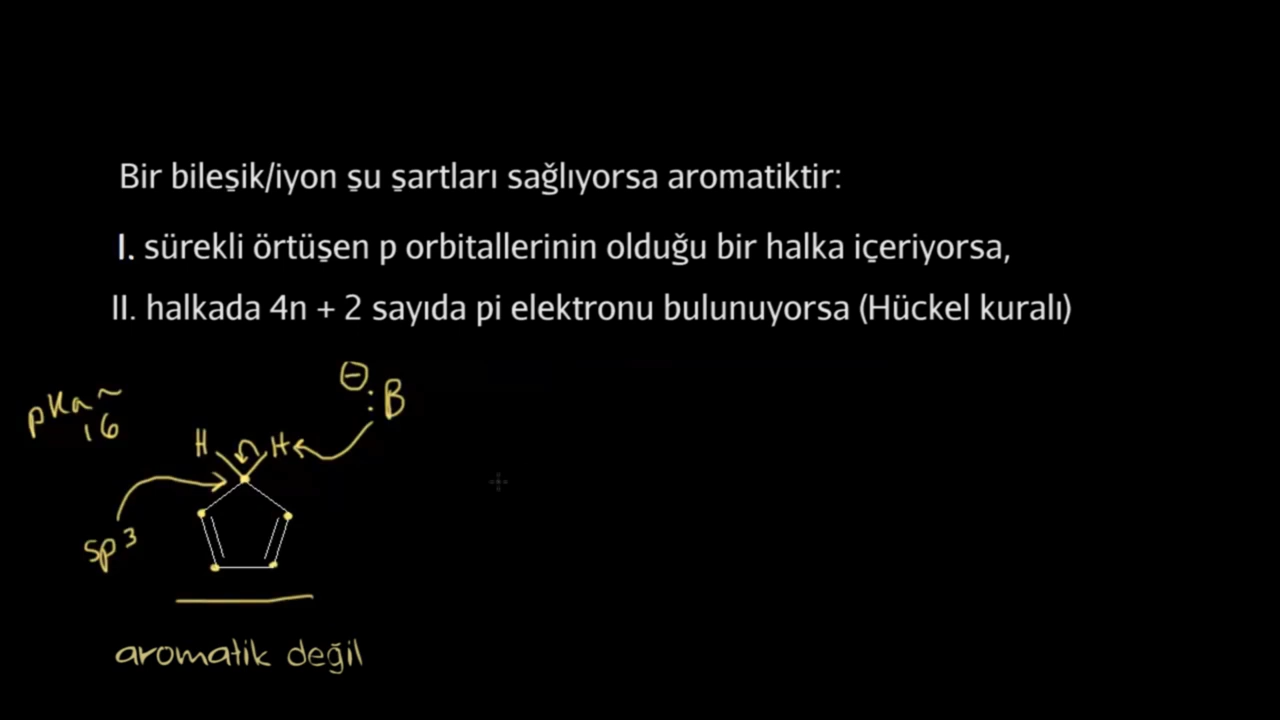 Bir bileşik/iyon şu şartları sağlıyorsa aromatiktir:
I. sürekli örtüşen p orbitallerinin olduğu bir halka içeriyorsa,
II. halkada 4n + 2 sayıda pi elektronu bulunuyorsa (Hückel kuralı)
pKa ~
16
⊖
:B
H H
sp³
aromatik değil